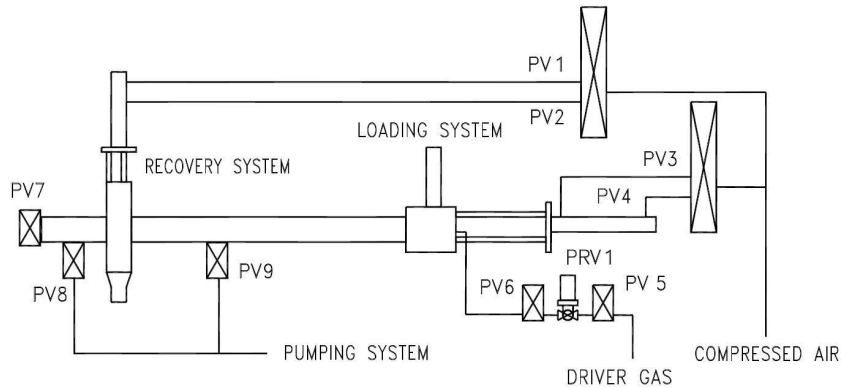 PV1
PV2
LOADING SYSTEM
PV3
RECOVERY SYSTEM
PV4
PV7
PRV1
PV8
PV9
PV6
PV 5
PUMPING SYSTEM
COMPRESSED AIR
DRIVER GAS